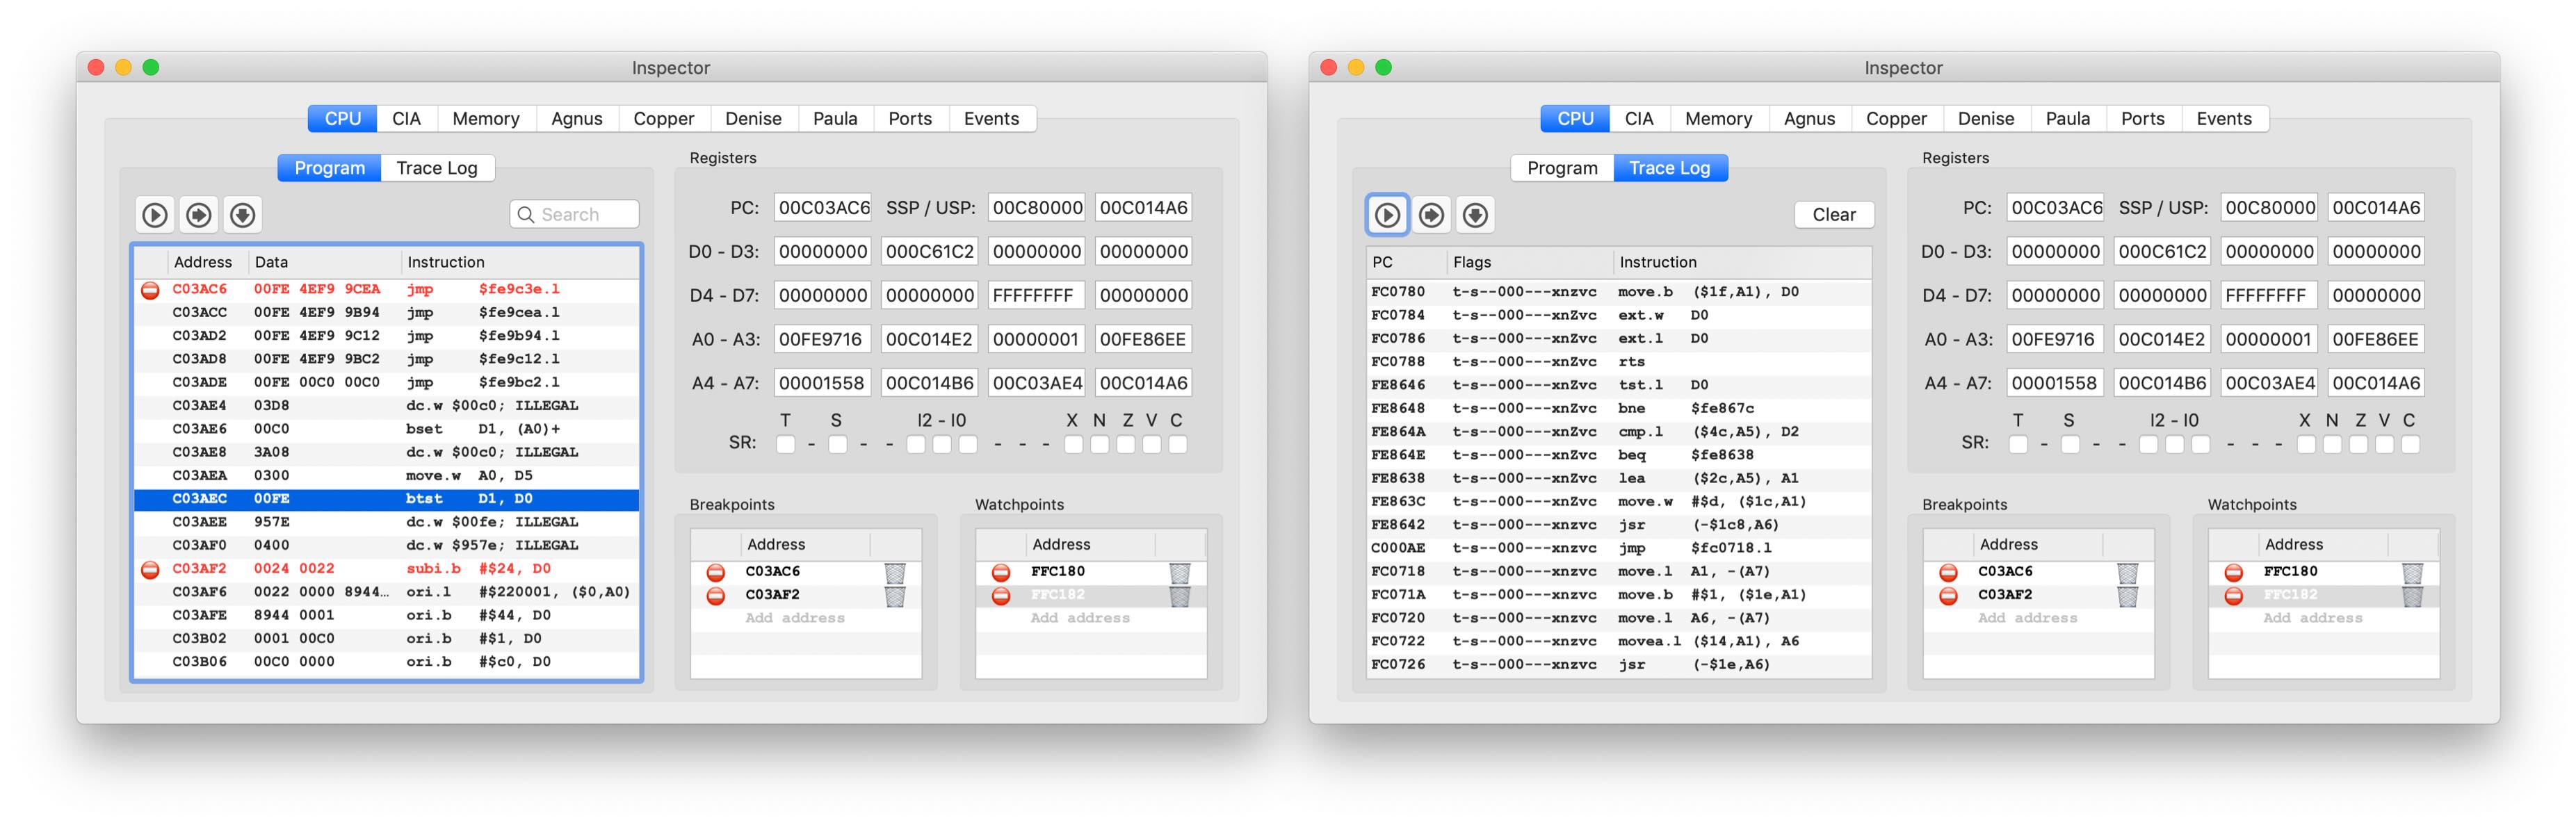 Inspector
CPU CIA Memory Agnus Copper Denise Paula Ports Events
Program Trace Log
Search
Address Data Instruction
C03AC6 00FE 4EF9 9CEA jmp $fe9c3e.l
C03ACC 00FE 4EF9 9B94 jmp $fe9cea.l
C03AD2 00FE 4EF9 9C12 jmp $fe9b94.l
C03AD8 00FE 4EF9 9BC2 jmp $fe9c12.l
C03ADE 00FE 00C0 00C0 jmp $fe9bc2.l
C03AE4 03D8 dc.w $00c0; ILLEGAL
C03AE6 00C0 bset D1, (A0)+
C03AE8 3A08 dc.w $00c0; ILLEGAL
C03AEA 0300 move.w A0, D5
C03AEC 00FE btst D1, D0
C03AEE 957E dc.w $00fe; ILLEGAL
C03AF0 0400 dc.w $957e; ILLEGAL
C03AF2 0024 0022 subi.b #$24, D0
C03AF6 0022 0000 8944... ori.l #$220001, ($0,A0)
C03AFE 8944 0001 ori.b #$44, D0
C03B02 0001 00C0 ori.b #$1, D0
C03B06 00C0 0000 ori.b #$c0, D0
Registers
PC: 00C03AC6 SSP / USP: 00C80000 00C014A6
D0 - D3: 00000000 000C61C2 00000000 00000000
D4 - D7: 00000000 00000000 FFFFFFFF 00000000
A0 - A3: 00FE9716 00C014E2 00000001 00FE86EE
A4 - A7: 00001558 00C014B6 00C03AE4 00C014A6
T S I2 - I0 X N Z V C
SR: - - - - - -
Breakpoints
Address
C03AC6
C03AF2
Add address
Watchpoints
Address
FFC180
FFC182
Add address
Inspector
CPU CIA Memory Agnus Copper Denise Paula Ports Events
Program Trace Log
Clear
PC Flags Instruction
FC0780 t-s--000---xnzvc move.b ($1f,A1), D0
FC0784 t-s--000---xnZvc ext.w D0
FC0786 t-s--000---xnZvc ext.l D0
FC0788 t-s--000---xnZvc rts
FE8646 t-s--000---xnZvc tst.l D0
FE8648 t-s--000---xnZvc bne $fe867c
FE864A t-s--000---xnZvc cmp.l ($4c,A5), D2
FE864E t-s--000---xnZvc beq $fe8638
FE8638 t-s--000---xnZvc lea ($2c,A5), A1
FE863C t-s--000---xnZvc move.w #$d, ($1c,A1)
FE8642 t-s--000---xnzvc jsr (-$1c8,A6)
C000AE t-s--000---xnzvc jmp $fc0718.l
FC0718 t-s--000---xnzvc move.l A1, -(A7)
FC071A t-s--000---xnzvc move.b #$1, ($1e,A1)
FC0720 t-s--000---xnzvc move.l A6, -(A7)
FC0722 t-s--000---xnzvc movea.l ($14,A1), A6
FC0726 t-s--000---xnzvc jsr (-$1e,A6)
Registers
PC: 00C03AC6 SSP / USP: 00C80000 00C014A6
D0 - D3: 00000000 000C61C2 00000000 00000000
D4 - D7: 00000000 00000000 FFFFFFFF 00000000
A0 - A3: 00FE9716 00C014E2 00000001 00FE86EE
A4 - A7: 00001558 00C014B6 00C03AE4 00C014A6
T S I2 - I0 X N Z V C
SR: - - - - - -
Breakpoints
Address
C03AC6
C03AF2
Add address
Watchpoints
Address
FFC180
FFC182
Add address